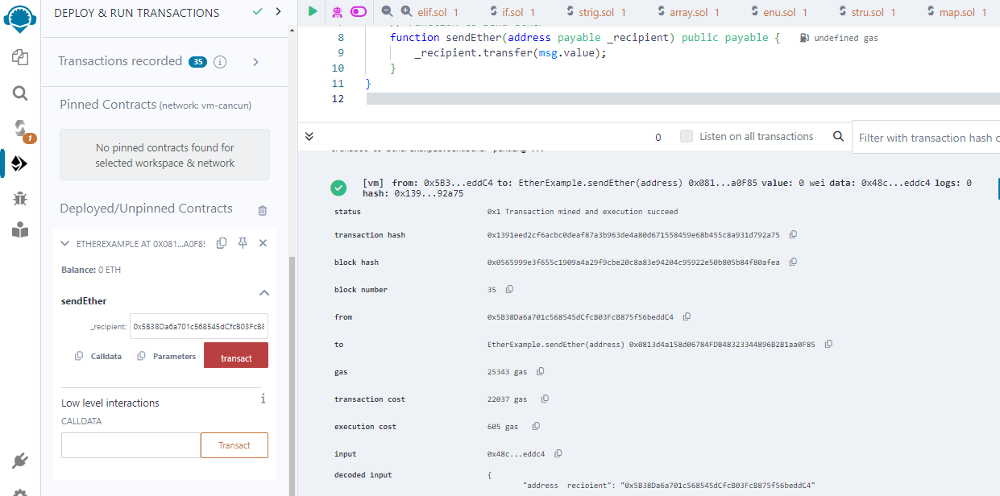 DEPLOY & RUN TRANSACTIONS
Transactions recorded 35 i
Pinned Contracts (network: vm-cancun)
No pinned contracts found for
selected workspace & network
Deployed/Unpinned Contracts
ETHEREXAMPLE AT 0X081...A0F85
Balance: 0 ETH
sendEther
_recipient: 0x5B38Da6a701c568545dCfcB03FcB8
Calldata Parameters transact
Low level interactions i
CALLDATA
Transact
1
elif.sol 1 if.sol 1 strig.sol 1 array.sol 1 enu.sol 1 stru.sol 1 map.sol 1
8 function sendEther(address payable _recipient) public payable { undefined gas
9 _recipient.transfer(msg.value);
10 }
11 }
12
0 Listen on all transactions Filter with transaction hash
[vm] from: 0x5B3...eddC4 to: EtherExample.sendEther(address) 0x081...a0F85 value: 0 wei data: 0x48c...eddc4 logs: 0
hash: 0x139...92a75
status 0x1 Transaction mined and execution succeed
transaction hash 0x1391eed2cf6acbc0deaf87a3b963de4a80d671558459e68b455c8a931d792a75
block hash 0x0565999e3f655c1909a4a29f9cbe20c8a83e94204c95922e50b805b84f80afea
block number 35
from 0x5B38Da6a701c568545dCfcB03FcB875f56beddC4
to EtherExample.sendEther(address) 0x0813d4a158d06784FDB48323344896B2B1aa0F85
gas 25343 gas
transaction cost 22037 gas
execution cost 605 gas
input 0x48c...eddc4
decoded input {
"address _recipient": "0x5B38Da6a701c568545dCfcB03FcB875f56beddC4"